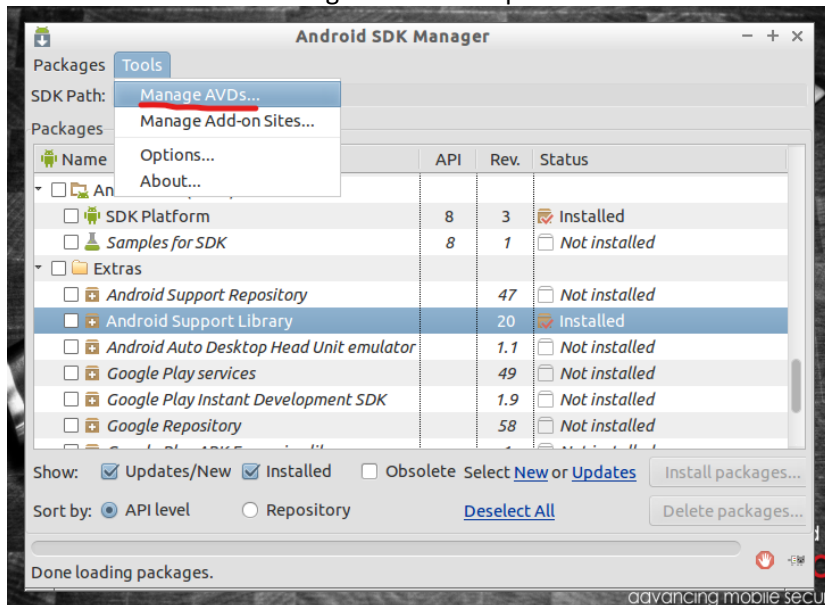 Android SDK Manager
Packages Tools
SDK Path: Manage AVDs...
Manage Add-on Sites...
Packages
Options...
About...
Name API Rev. Status
An
SDK Platform 8 3 Installed
Samples for SDK 8 1 Not installed
Extras
Android Support Repository 47 Not installed
Android Support Library 20 Installed
Android Auto Desktop Head Unit emulator 1.1 Not installed
Google Play services 49 Not installed
Google Play Instant Development SDK 1.9 Not installed
Google Repository 58 Not installed
Show: Updates/New Installed Obsolete Select New or Updates Install packages...
Sort by: API level Repository Deselect All Delete packages...
Done loading packages.
advancing mobile secu